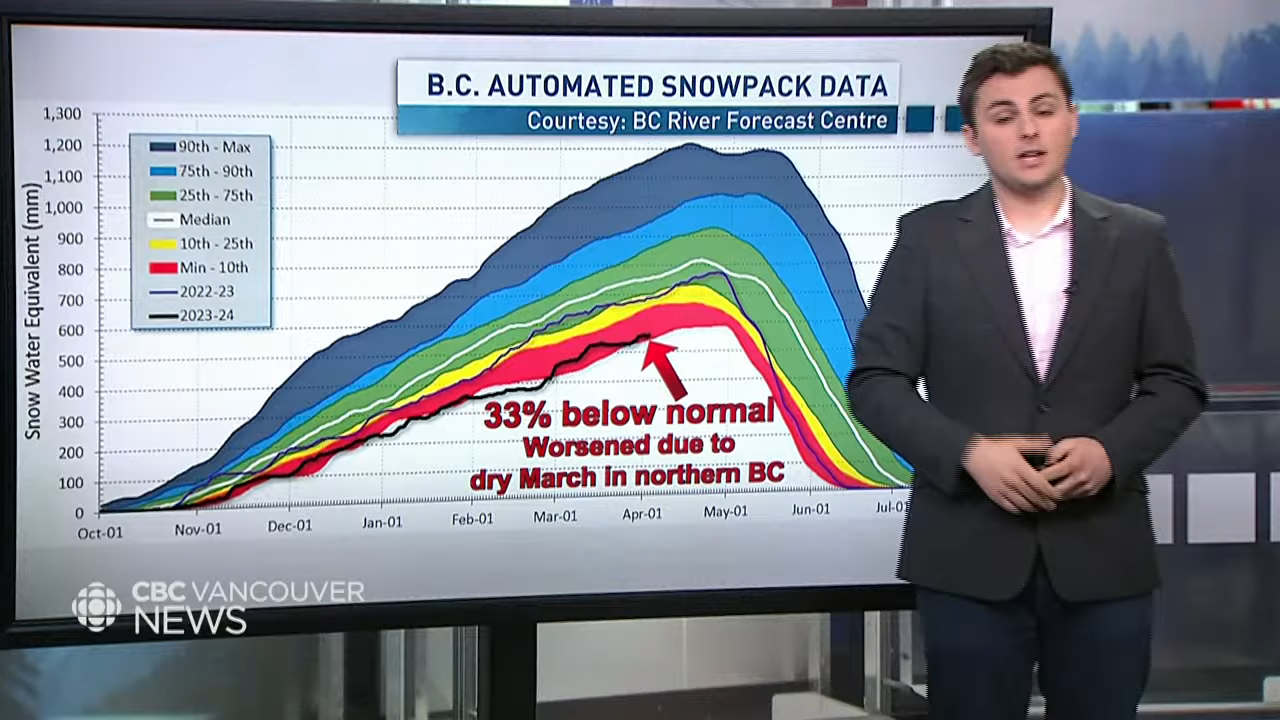 B.C. AUTOMATED SNOWPACK DATA
Courtesy: BC River Forecast Centre
Snow Water Equivalent (mm)
1,300
1,200
1,100
1,000
900
800
700
600
500
400
300
200
100
0
90th - Max
75th - 90th
25th - 75th
Median
10th - 25th
Min - 10th
2022-23
2023-24
33% below normal
Worsened due to
dry March in northern BC
Oct-01 Nov-01 Dec-01 Jan-01 Feb-01 Mar-01 Apr-01 May-01 Jun-01
CBC VANCOUVER
NEWS